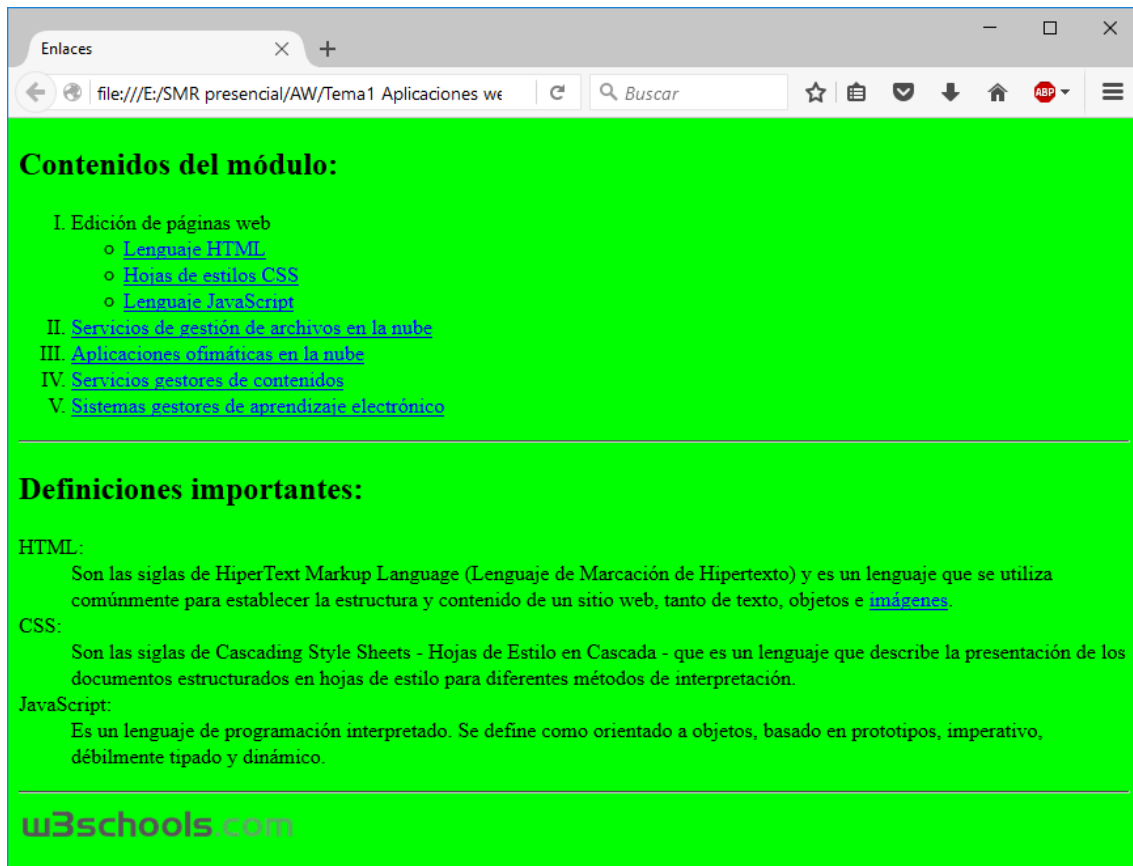 Enlaces
file:///E:/SMR presencial/AW/Tema1 Aplicaciones we
Buscar
ABP
Contenidos del módulo:
I. Edición de páginas web
Lenguaje HTML
Hojas de estilos CSS
Lenguaje JavaScript
II. Servicios de gestión de archivos en la nube
III. Aplicaciones ofimáticas en la nube
IV. Servicios gestores de contenidos
V. Sistemas gestores de aprendizaje electrónico
Definiciones importantes:
HTML:
Son las siglas de HiperText Markup Language (Lenguaje de Marcación de Hipertexto) y es un lenguaje que se utiliza
comúnmente para establecer la estructura y contenido de un sitio web, tanto de texto, objetos e imágenes.
CSS:
Son las siglas de Cascading Style Sheets - Hojas de Estilo en Cascada - que es un lenguaje que describe la presentación de los
documentos estructurados en hojas de estilo para diferentes métodos de interpretación.
JavaScript:
Es un lenguaje de programación interpretado. Se define como orientado a objetos, basado en prototipos, imperativo,
débilmente tipado y dinámico.
w3schools.com